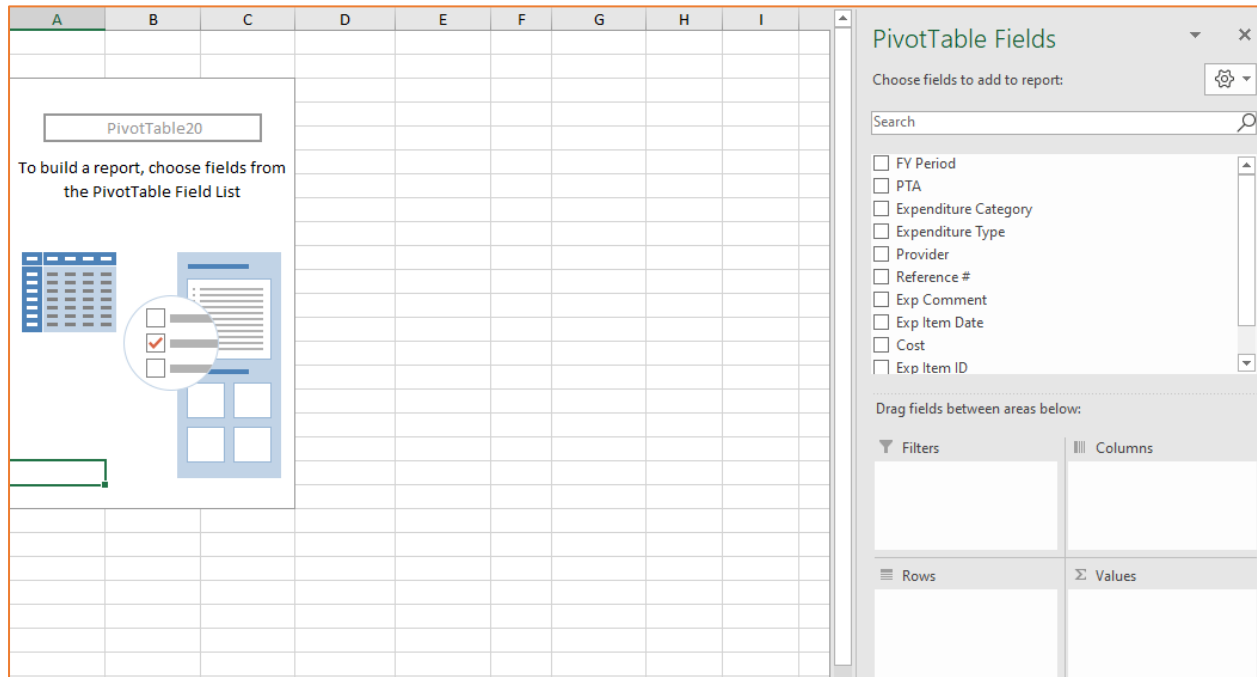 A B C D E F G H I
PivotTable20
To build a report, choose fields from
the PivotTable Field List
PivotTable Fields
Choose fields to add to report:
Search
FY Period
PTA
Expenditure Category
Expenditure Type
Provider
Reference #
Exp Comment
Exp Item Date
Cost
Exp Item ID
Drag fields between areas below:
Filters
Columns
Rows
Σ Values